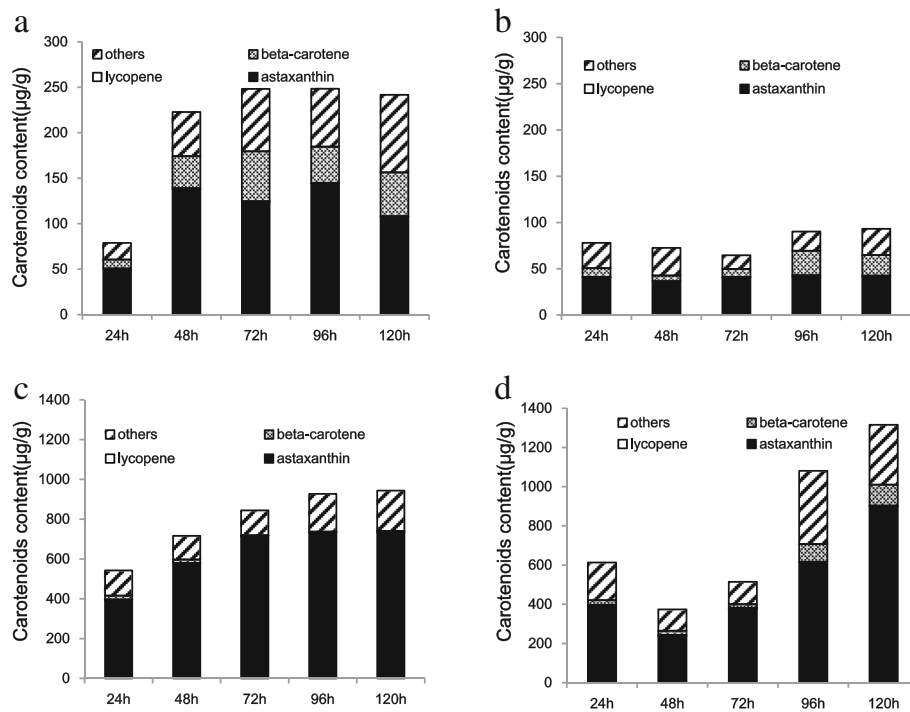 a
300
250
200
150
100
50
0
Carotenoids content(µg/g)
others
beta-carotene
lycopene
astaxanthin
24h 48h 72h 96h 120h
b
300
250
200
150
100
50
0
Carotenoids content(µg/g)
others
beta-carotene
lycopene
astaxanthin
24h 48h 72h 96h 120h
c
1400
1200
1000
800
600
400
200
0
Carotenoids content(µg/g)
others
beta-carotene
lycopene
astaxanthin
24h 48h 72h 96h 120h
d
1400
1200
1000
800
600
400
200
0
Carotenoids content(µg/g)
others
beta-carotene
lycopene
astaxanthin
24h 48h 72h 96h 120h